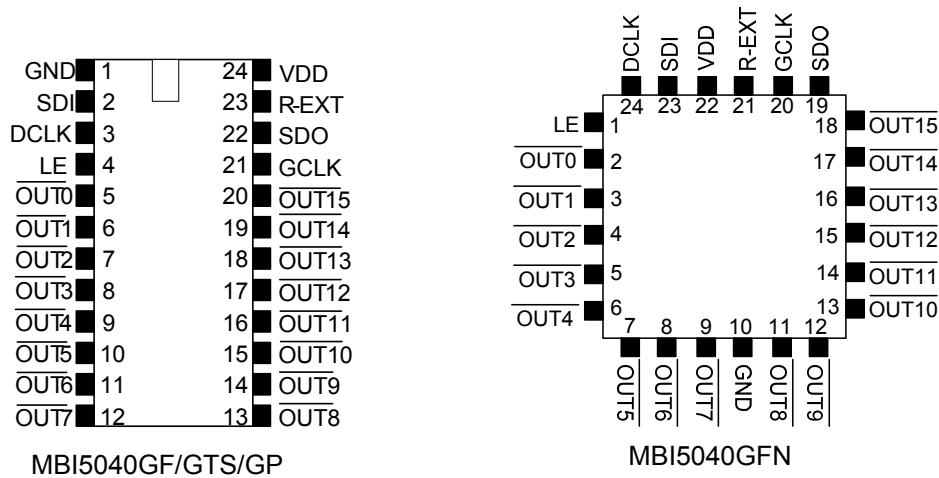 GND 1 24 VDD
SDI 2 23 R-EXT
DCLK 3 22 SDO
LE 4 21 GCLK
OUT0 5 20 OUT15
OUT1 6 19 OUT14
OUT2 7 18 OUT13
OUT3 8 17 OUT12
OUT4 9 16 OUT11
OUT5 10 15 OUT10
OUT6 11 14 OUT9
OUT7 12 13 OUT8
MBI5040GF/GTS/GP
DCLK SDI VDD R-EXT GCLK SDO
24 23 22 21 20 19
LE 1 18 OUT15
OUT0 2 17 OUT14
OUT1 3 16 OUT13
OUT2 4 15 OUT12
OUT3 5 14 OUT11
OUT4 6 13 OUT10
7 8 9 10 11 12
OUT5 OUT6 OUT7 GND OUT8 OUT9
MBI5040GFN